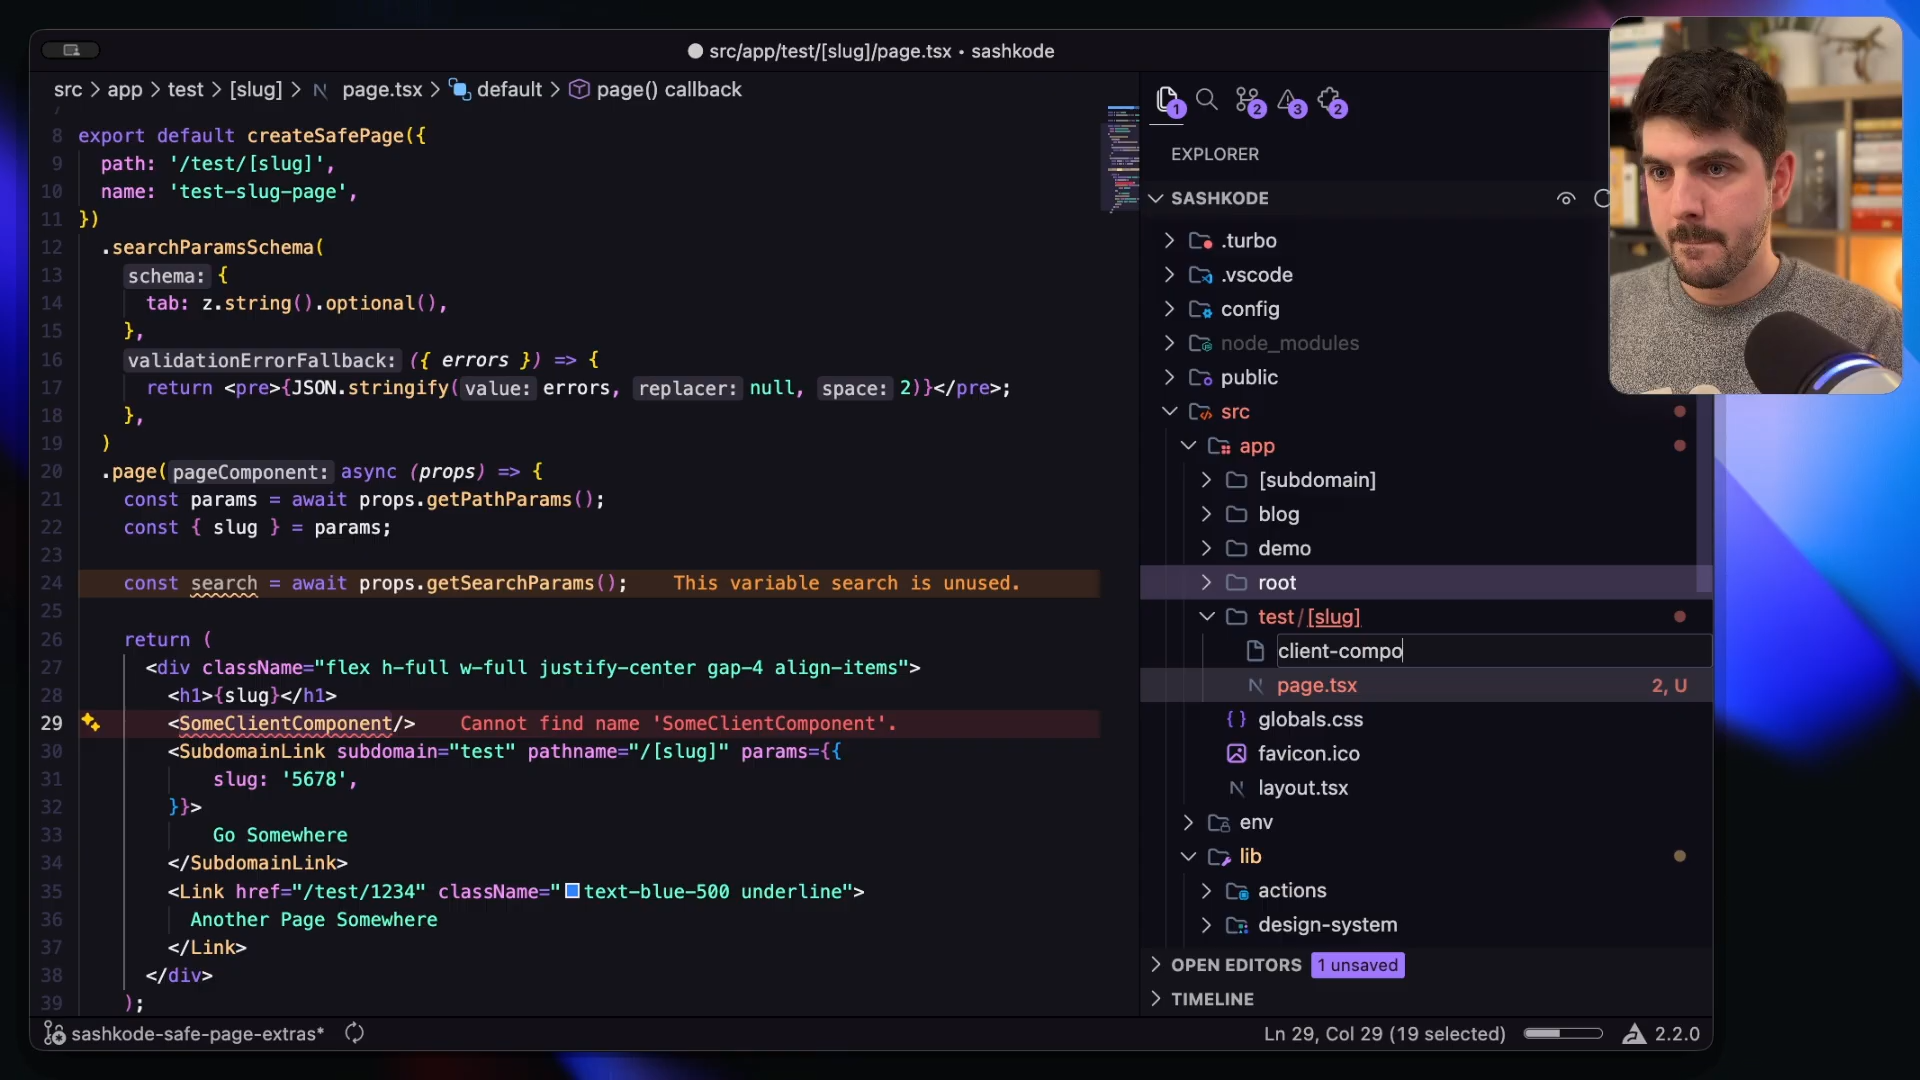 src/app/test/[slug]/page.tsx • sashkode
src > app > test > [slug] > page.tsx > default > page() callback
7
8 export default createSafePage({
9 path: '/test/[slug]',
10 name: 'test-slug-page',
11 })
12 .searchParamsSchema(
13 schema: {
14 tab: z.string().optional(),
15 },
16 validationErrorFallback: ({ errors }) => {
17 return <pre>{JSON.stringify(value: errors, replacer: null, space: 2)}</pre>;
18 },
19 )
20 .page(pageComponent: async (props) => {
21 const params = await props.getPathParams();
22 const { slug } = params;
23
24 const search = await props.getSearchParams(); This variable search is unused.
25
26 return (
27 <div className="flex h-full w-full justify-center gap-4 align-items">
28 <h1>{slug}</h1>
29 <SomeClientComponent/> Cannot find name 'SomeClientComponent'.
30 <SubdomainLink subdomain="test" pathname="/[slug]" params={{
31 slug: '5678',
32 }}>
33 Go Somewhere
34 </SubdomainLink>
35 <Link href="/test/1234" className="text-blue-500 underline">
36 Another Page Somewhere
37 </Link>
38 </div>
39 );
1 2 3 2
EXPLORER
SASHKODE
.turbo
.vscode
config
node_modules
public
src
app
[subdomain]
blog
demo
root
test/[slug]
client-compo
page.tsx 2, U
globals.css
favicon.ico
layout.tsx
env
lib
actions
design-system
OPEN EDITORS 1 unsaved
TIMELINE
sashkode-safe-page-extras*
Ln 29, Col 29 (19 selected) 2.2.0